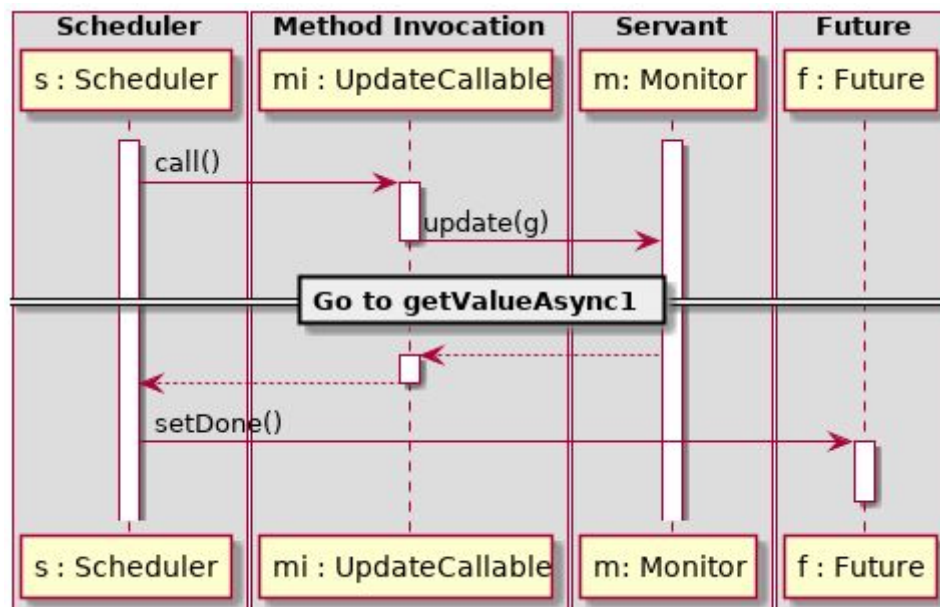 Scheduler Method Invocation Servant Future
s : Scheduler mi : UpdateCallable m: Monitor f : Future
call()
update(g)
Go to getValueAsync1
setDone()
s : Scheduler mi : UpdateCallable m: Monitor f : Future